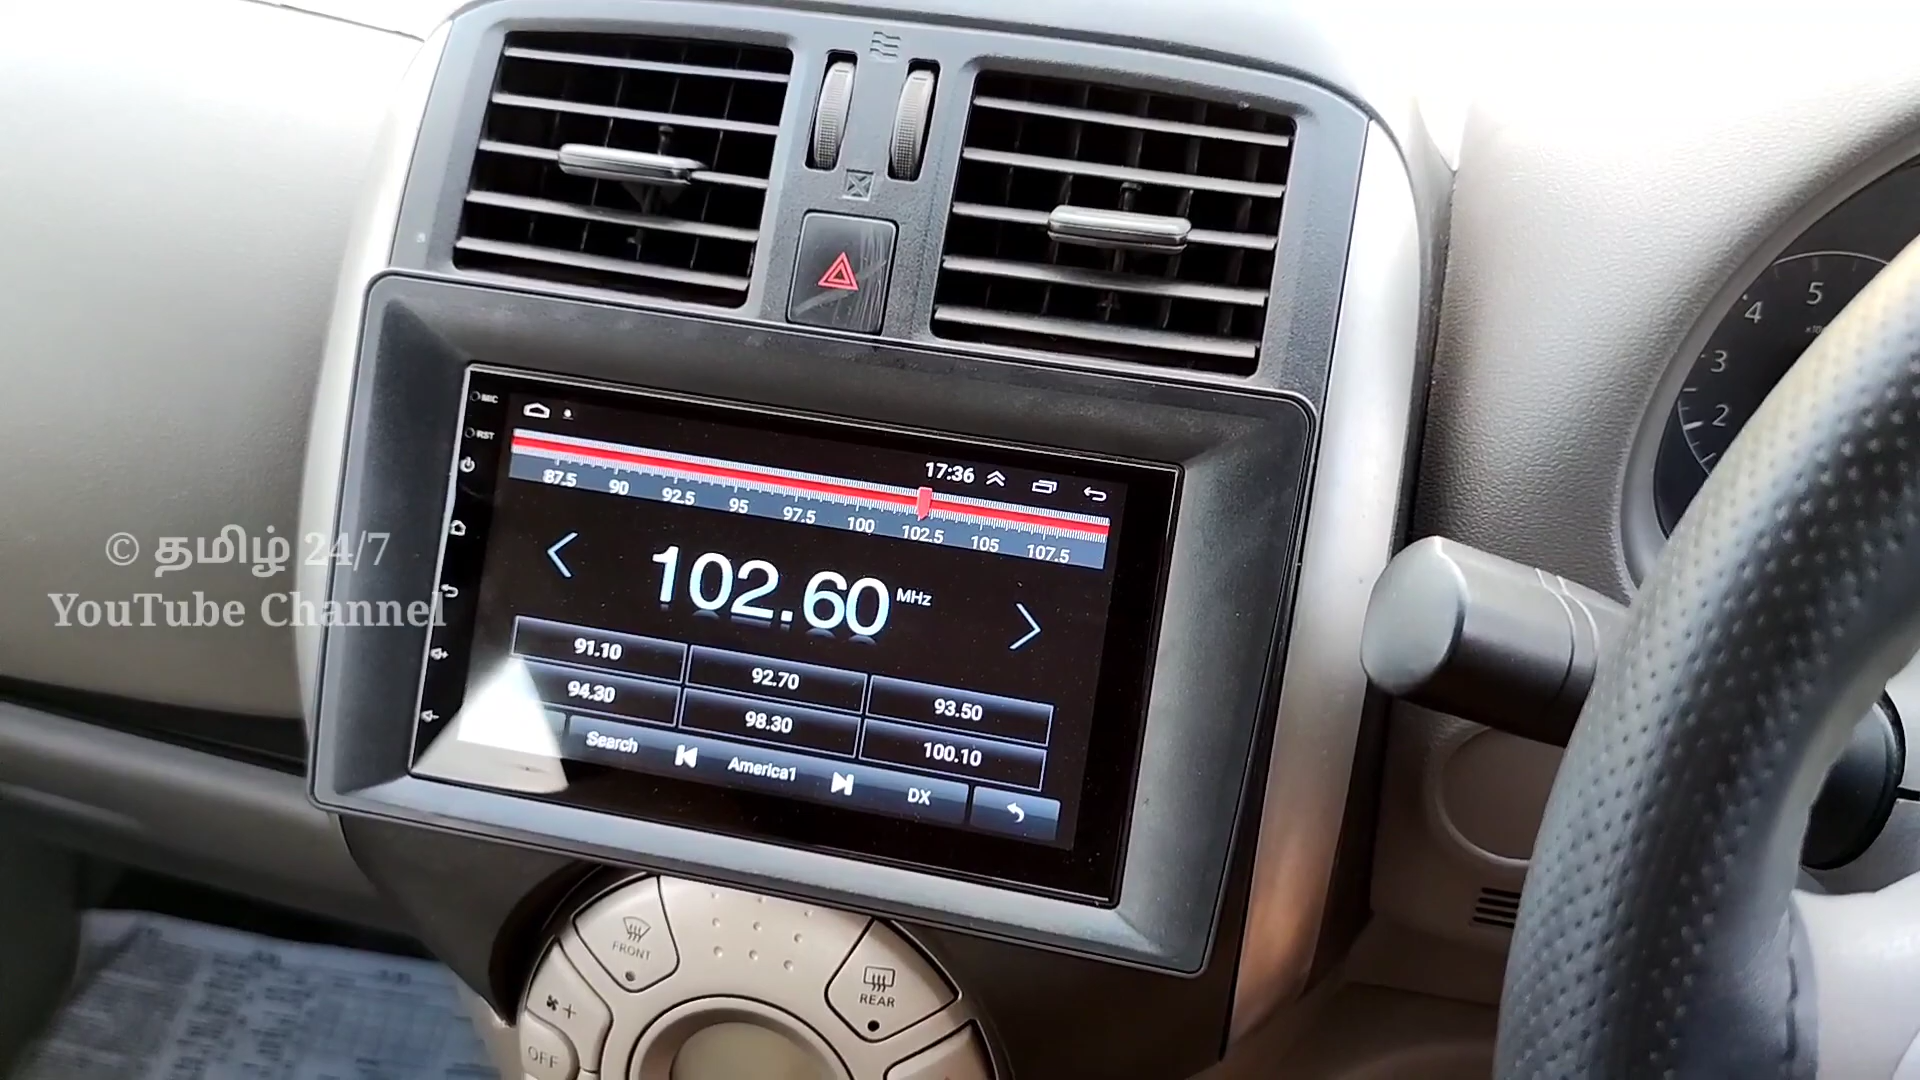 5
4
3
2
MIC
RST
17:36
87.5 90 92.5 95 97.5 100 102.5 105 107.5
102.60 MHz
91.10 92.70 93.50
94.30 98.30 100.10
Search America1 DX
© தமிழ் 24/7
YouTube Channel
FRONT
REAR
+
OFF